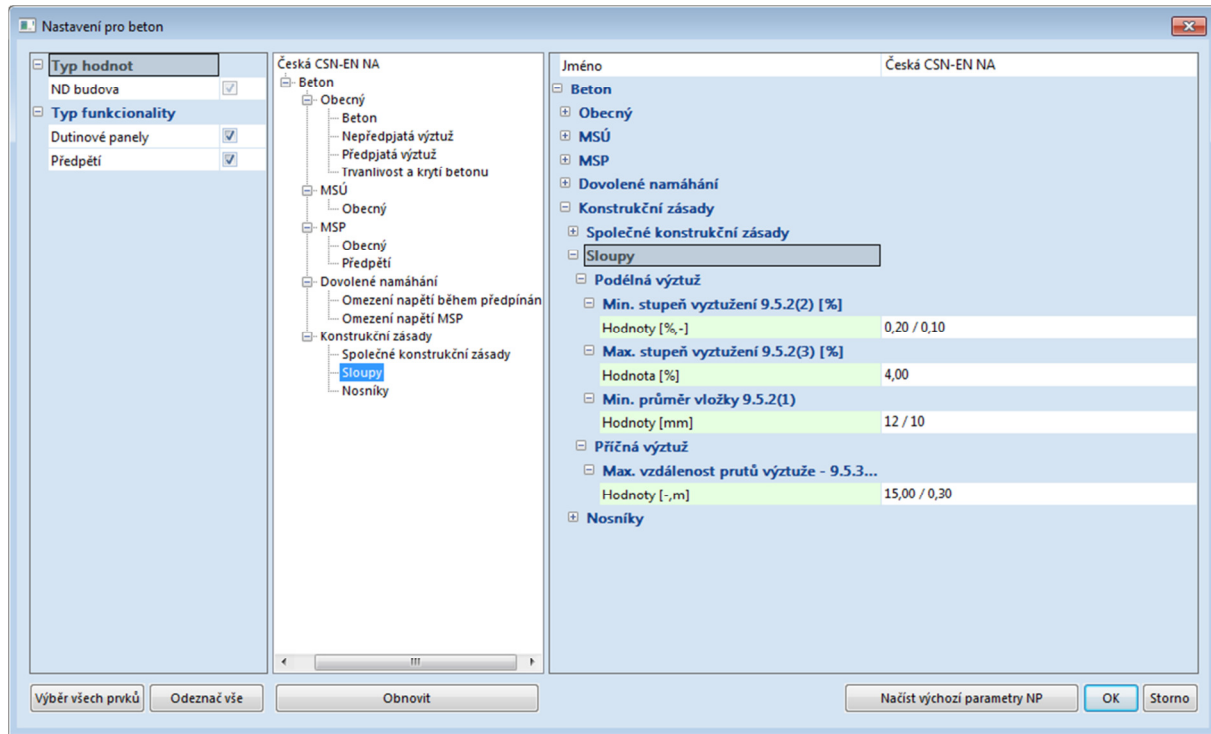 Nastavení pro beton
Typ hodnot
ND budova
Typ funkcionality
Dutinové panely
Předpětí
Česká CSN-EN NA
Beton
Obecný
Beton
Nepředpjatá výztuž
Předpjatá výztuž
Trvanlivost a krytí betonu
MSÚ
Obecný
MSP
Obecný
Předpětí
Dovolené namáhání
Omezení napětí během předpínán
Omezení napětí MSP
Konstrukční zásady
Společné konstrukční zásady
Sloupy
Nosníky
Jméno Česká CSN-EN NA
Beton
Obecný
MSÚ
MSP
Dovolené namáhání
Konstrukční zásady
Společné konstrukční zásady
Sloupy
Podélná výztuž
Min. stupeň vyztužení 9.5.2(2) [%]
Hodnoty [%,-] 0,20 / 0,10
Max. stupeň vyztužení 9.5.2(3) [%]
Hodnota [%] 4,00
Min. průměr vložky 9.5.2(1)
Hodnoty [mm] 12 / 10
Příčná výztuž
Max. vzdálenost prutů výztuže - 9.5.3...
Hodnoty [-,m] 15,00 / 0,30
Nosníky
Výběr všech prvků Odeznač vše Obnovit Načíst výchozí parametry NP OK Storno